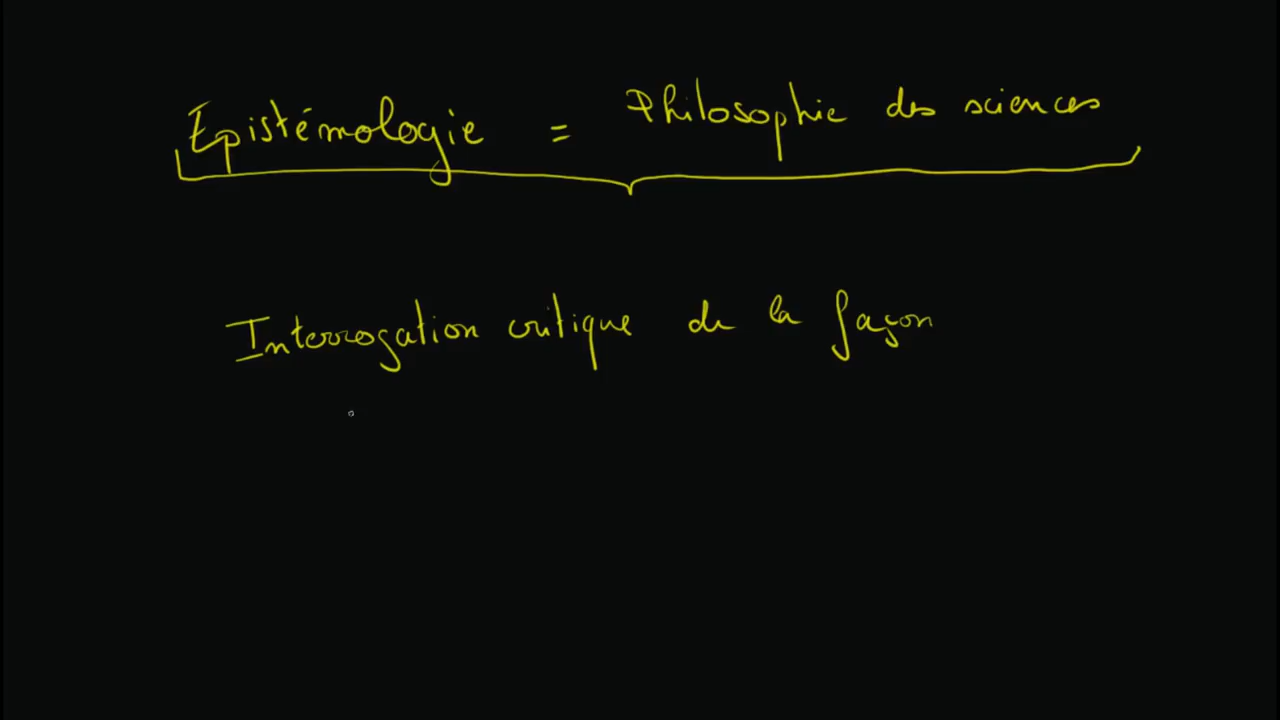 Epistémologie = Philosophie des sciences
Interrogation critique de la façon